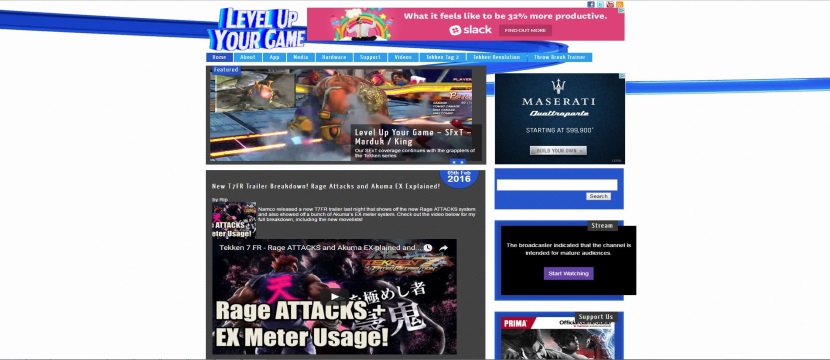 LEVEL UP
YOUR GAME
What it feels like to be 32% more productive.
slack
FIND OUT MORE
Home
About
App
Media
Hardware
Support
Videos
Tekken Tag 2
Tekken Revolution
Throw Break Trainer
Featured
Level Up Your Game – SFxT –
Marduk / King
Our SFxT coverage continues with the grapplers of
the Tekken series.
MASERATI
Quattroporte
STARTING AT $99,900*
BUILD YOUR OWN
Search
05th Feb
2016
New T7FR Trailer Breakdown! Rage Attacks and Akuma EX Explained!
by Rip
Namco released a new T7FR trailer last night that shows off the new Rage ATTACKS system
and also showed off a bunch of Akuma's EX meter system. Check out the video below for my
full breakdown, including the new movelists!
Tekken 7 FR - Rage ATTACKS and Akuma EX plained and...
天
を極めし者
鬼
Rage ATTACKS +
EX Meter Usage!
Stream
The broadcaster indicated that the channel is
intended for mature audiences.
Start Watching
Support Us
PRIMA